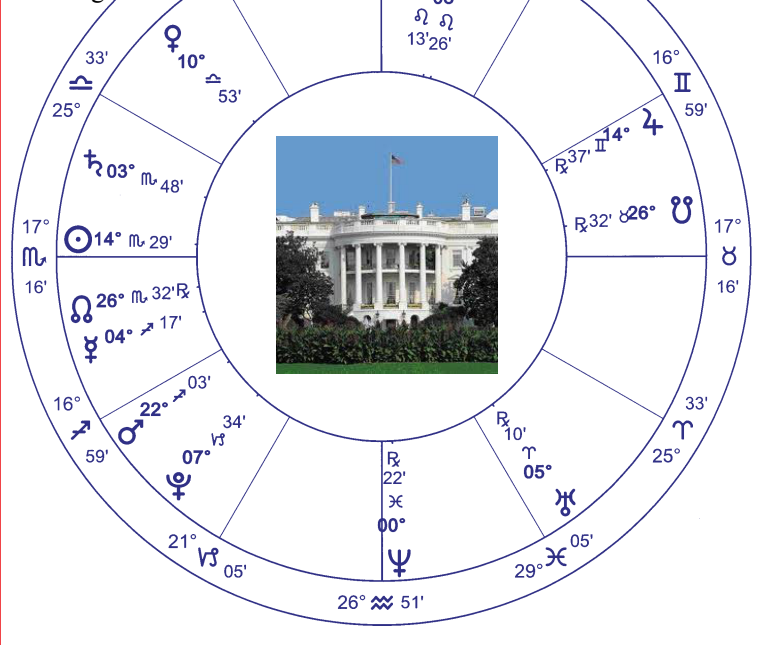 ♌ ♌
13' 26'
♀ 10° ♎ 53'
33' ♎ 25°
16° ♊ 59'
♃ 14° ♊ 37' ℞
♄ 03° ♏ 48'
☋ 26° ♉ 32' ℞
☉ 14° ♏ 29'
17° ♏ 16'
17° ♉ 16'
☊ 26° ♏ 32' ℞
☿ 04° ♐ 17'
♂ 22° ♐ 03'
16° ♐ 59'
33' ♈ 25°
♇ 07° ♑ 34'
℞ 10' ♈ 05° ♅
℞ 22' ♓ 00° ♆
21° ♑ 05'
29° ♓ 05'
26° ♒ 51'